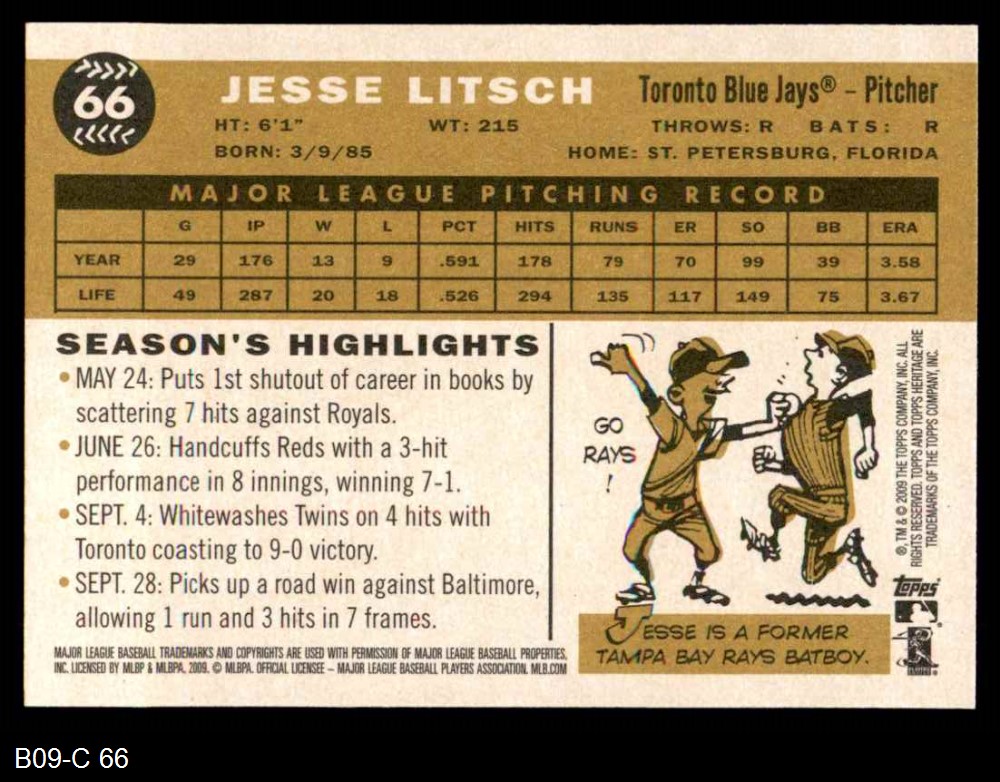 66
JESSE LITSCH
Toronto Blue Jays® – Pitcher
HT: 6'1" WT: 215 THROWS: R BATS: R
BORN: 3/9/85 HOME: ST. PETERSBURG, FLORIDA
MAJOR LEAGUE PITCHING RECORD
G IP W L PCT HITS RUNS ER SO BB ERA
YEAR 29 176 13 9 .591 178 79 70 99 39 3.58
LIFE 49 287 20 18 .526 294 135 117 149 75 3.67
SEASON'S HIGHLIGHTS
• MAY 24: Puts 1st shutout of career in books by
scattering 7 hits against Royals.
• JUNE 26: Handcuffs Reds with a 3-hit
performance in 8 innings, winning 7-1.
• SEPT. 4: Whitewashes Twins on 4 hits with
Toronto coasting to 9-0 victory.
• SEPT. 28: Picks up a road win against Baltimore,
allowing 1 run and 3 hits in 7 frames.
MAJOR LEAGUE BASEBALL TRADEMARKS AND COPYRIGHTS ARE USED WITH PERMISSION OF MAJOR LEAGUE BASEBALL PROPERTIES,
INC. LICENSED BY MLBP & MLBPA, 2009. © MLBPA. OFFICIAL LICENSEE – MAJOR LEAGUE BASEBALL PLAYERS ASSOCIATION. MLB.COM
GO
RAYS
!
JESSE IS A FORMER
TAMPA BAY RAYS BATBOY.
®, TM & © 2009 THE TOPPS COMPANY, INC. ALL
RIGHTS RESERVED. TOPPS AND TOPPS HERITAGE ARE
TRADEMARKS OF THE TOPPS COMPANY, INC.
topps
B09-C 66